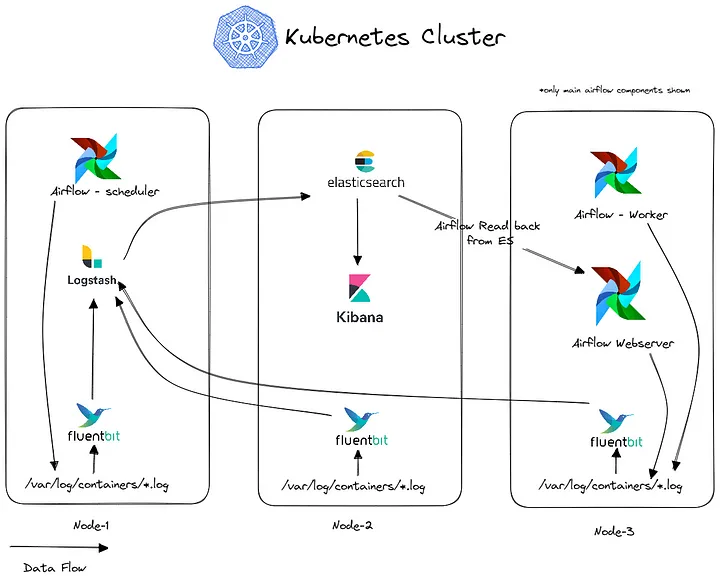 Kubernetes Cluster
*only main airflow components shown
Airflow - scheduler
Logstash
fluentbit
/var/log/containers/*.log
Node-1
elasticsearch
Kibana
fluentbit
/var/log/containers/*.log
Node-2
Airflow Read back
from ES
Airflow - Worker
Airflow Webserver
fluentbit
/var/log/containers/*.log
Node-3
Data Flow